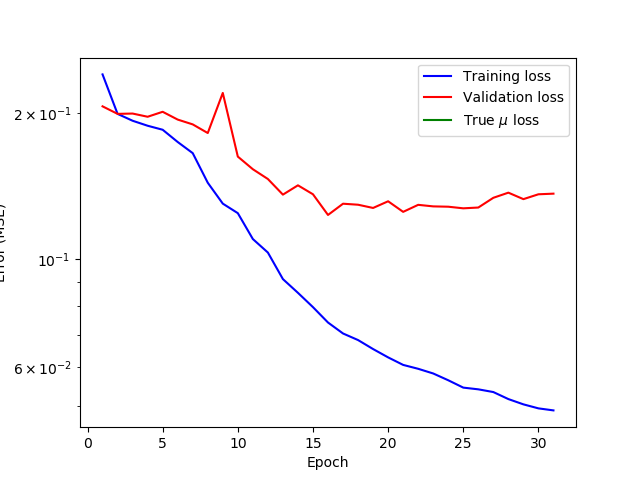 Training loss
Validation loss
True μ loss
2 × 10⁻¹
10⁻¹
6 × 10⁻²
Error (MSE)
0 5 10 15 20 25 30
Epoch